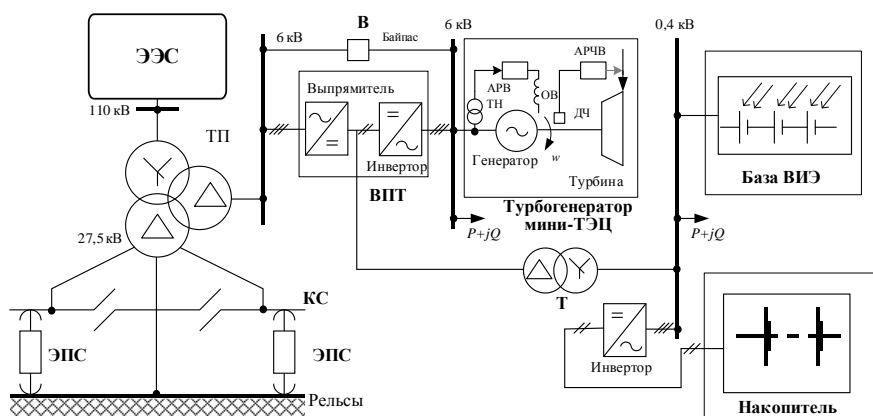 ЭЭС
110 кВ
ТП
27,5 кВ
КС
ЭПС
ЭПС
Рельсы
6 кВ
В
Байпас
6 кВ
Выпрямитель
Инвертор
ВПТ
АРВ
ТН
ОВ
АРЧВ
ДЧ
Генератор
w
Турбина
Турбогенератор
мини-ТЭЦ
P+jQ
Т
0,4 кВ
База ВИЭ
P+jQ
Инвертор
Накопитель